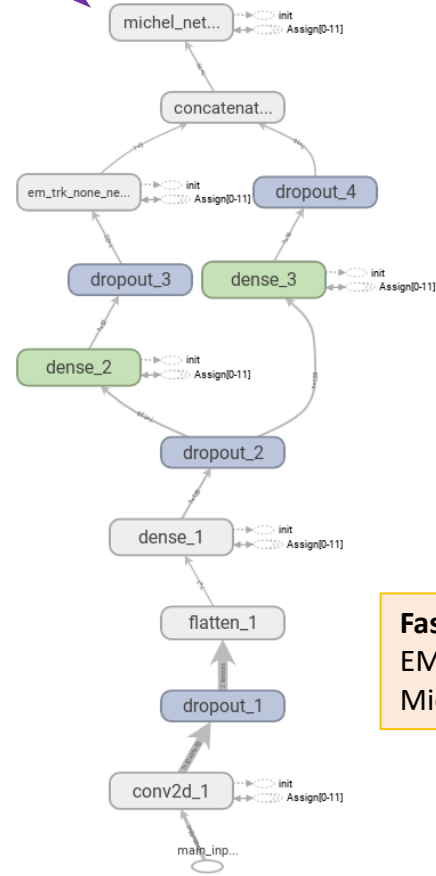 michel_net...
init
Assign[0-11]
concatenat...
em_trk_none_ne...
init
Assign[0-11]
dropout_4
dropout_3
dense_3
init
Assign[0-11]
dense_2
init
Assign[0-11]
dropout_2
dense_1
init
Assign[0-11]
flatten_1
Fas
EM
Mic
dropout_1
conv2d_1
init
Assign[0-11]
main_inp...